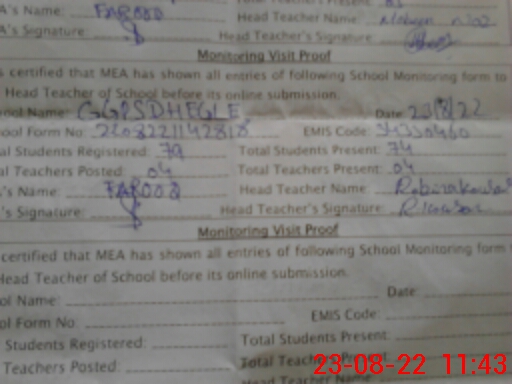 A's Name: FAROOQ
Head Teacher Name:
A's Signature: Head Teacher's Signature:
Monitoring Visit Proof
s certified that MEA has shown all entries of following School Monitoring form to
Head Teacher of School before its online submission.
ool Name: GGPSDHEGLE Date: 23/8/22
ool Form No: EMIS Code:
al Students Registered: 79 Total Students Present: 74
al Teachers Posted: 04 Total Teachers Present: 04
's Name: FAROOQ Head Teacher Name:
's Signature: Head Teacher's Signature:
Monitoring Visit Proof
certified that MEA has shown all entries of following School Monitoring form
Head Teacher of School before its online submission.
ol Name: Date:
ol Form No: EMIS Code:
Students Registered: Total Students Present:
Teachers Posted: Total Teachers Present:
Head Teacher Name:
23-08-22 11:43